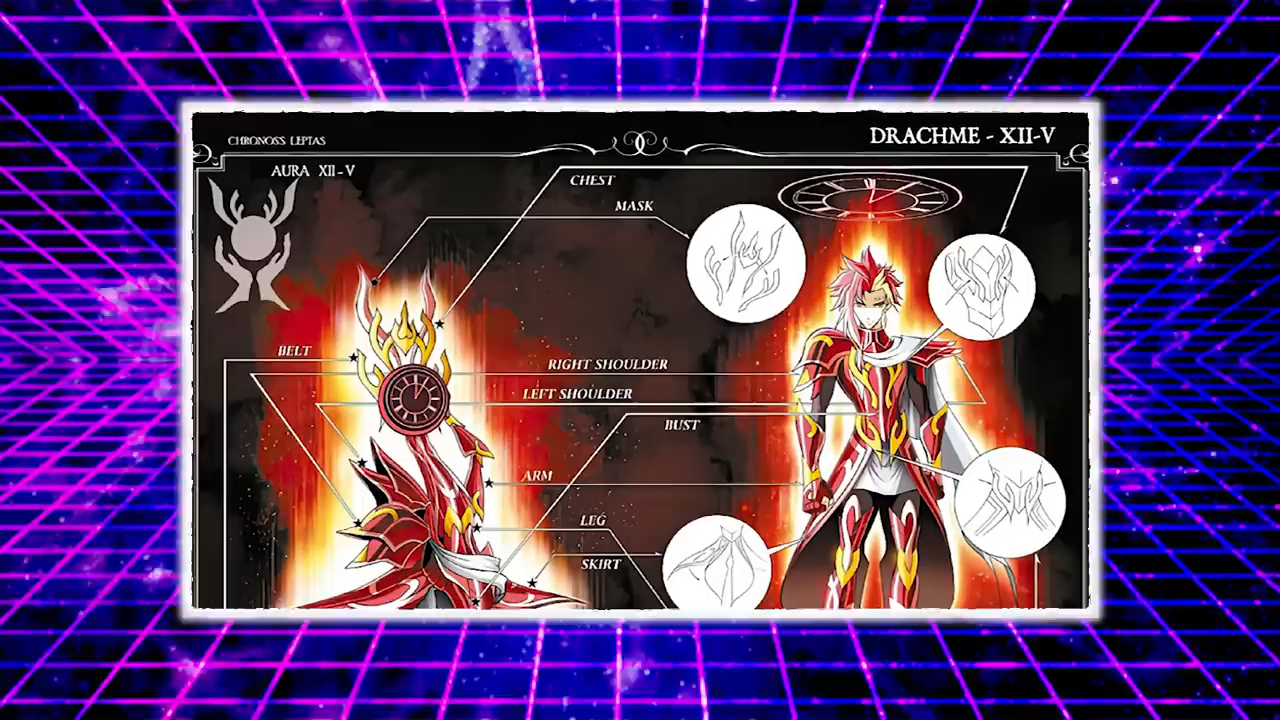 CHRONOSS LEPTAS
DRACHME - XII-V
AURA XII-V
CHEST
MASK
BELT
RIGHT SHOULDER
LEFT SHOULDER
BUST
ARM
LEG
SKIRT